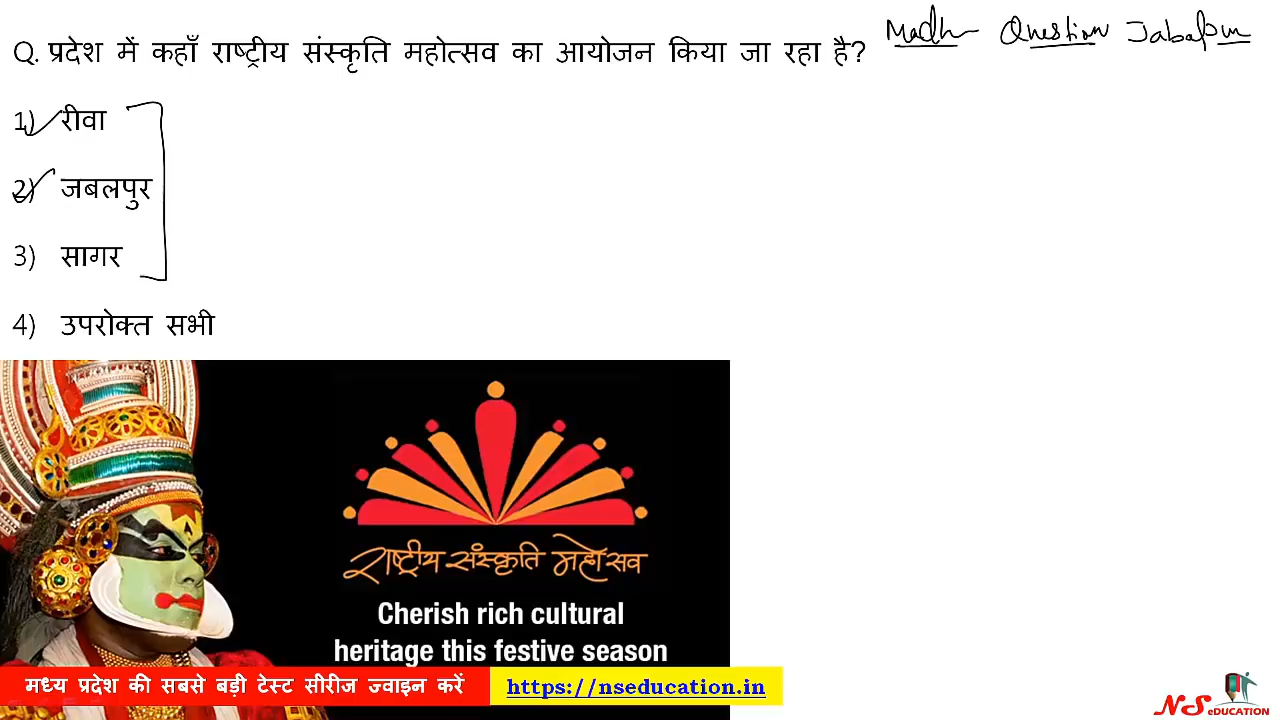 Q. प्रदेश में कहाँ राष्ट्रीय संस्कृति महोत्सव का आयोजन किया जा रहा है?
Madh Question Jabalpur
1) रीवा
2) जबलपुर
3) सागर
4) उपरोक्त सभी
राष्ट्रीय संस्कृति महोत्सव
Cherish rich cultural
heritage this festive season
मध्य प्रदेश की सबसे बड़ी टेस्ट सीरीज ज्वाइन करें https://nseducation.in
NS eDUCATION